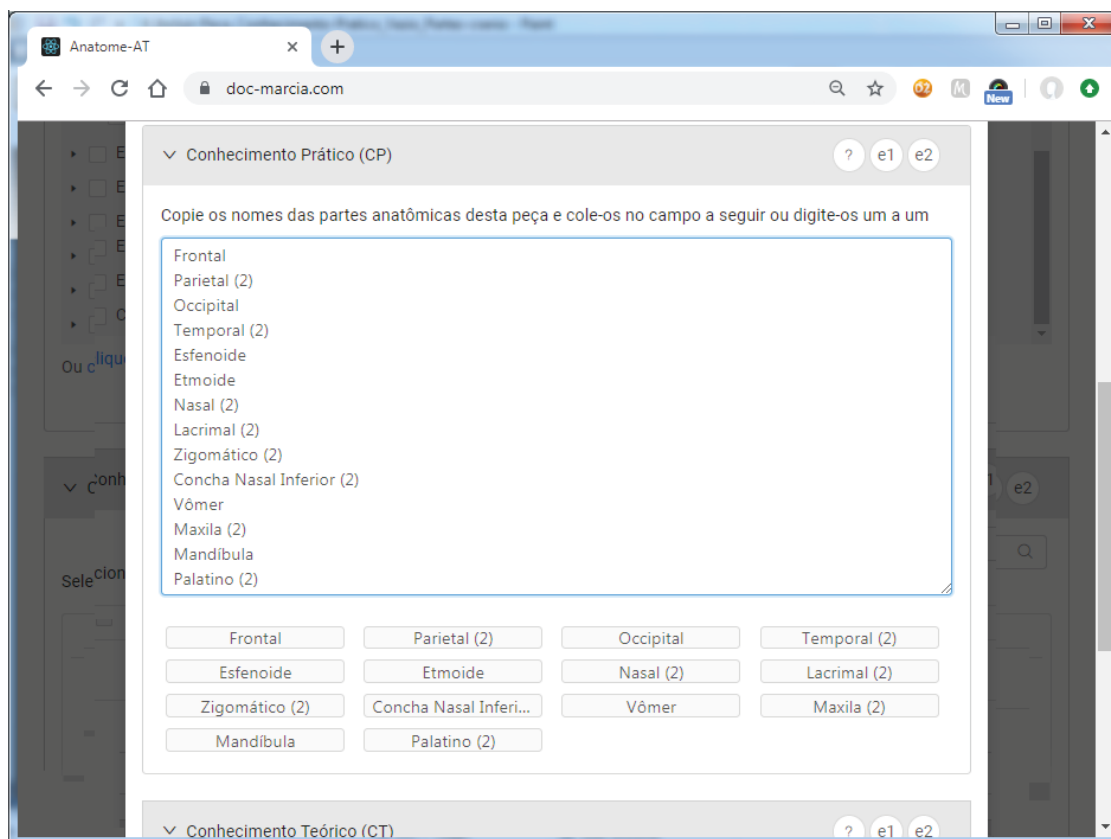 Anatome-AT
doc-marcia.com
New
Conhecimento Prático (CP)
? e1 e2
Copie os nomes das partes anatômicas desta peça e cole-os no campo a seguir ou digite-os um a um
Frontal
Parietal (2)
Occipital
Temporal (2)
Esfenoide
Etmoide
Nasal (2)
Lacrimal (2)
Zigomático (2)
Concha Nasal Inferior (2)
Vômer
Maxila (2)
Mandíbula
Palatino (2)
Frontal Parietal (2) Occipital Temporal (2)
Esfenoide Etmoide Nasal (2) Lacrimal (2)
Zigomático (2) Concha Nasal Inferi... Vômer Maxila (2)
Mandíbula Palatino (2)
Conhecimento Teórico (CT)
? e1 e2
E
E
E
E
E
C
Ou clique
Conh
e2
Selecion